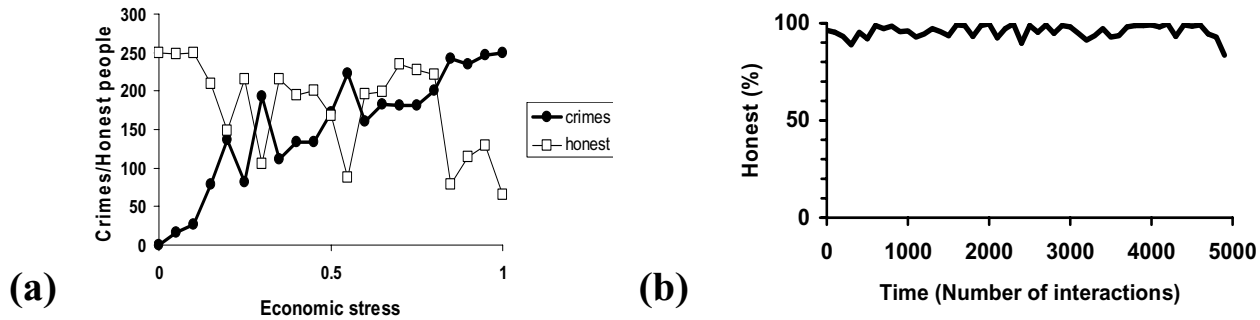 Crimes/Honest people
300
250
200
150
100
50
0
0
0.5
1
Economic stress
crimes
honest
(a)
Honest (%)
100
50
0
0
1000
2000
3000
4000
5000
Time (Number of interactions)
(b)